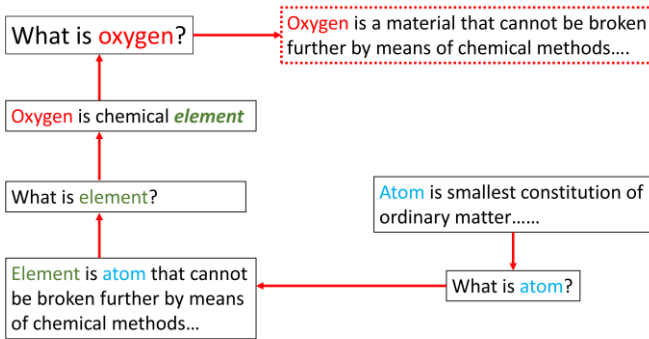 What is oxygen?
Oxygen is a material that cannot be broken
further by means of chemical methods....
Oxygen is chemical element
What is element?
Atom is smallest constitution of
ordinary matter......
Element is atom that cannot
be broken further by means
of chemical methods...
What is atom?